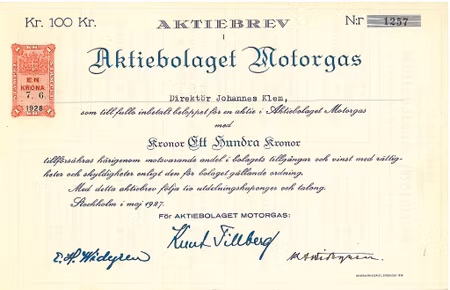 Kr. 100 Kr.
AKTIEBREV
N:r 1257
i
Aktiebolaget Motorgas
EN
KRONA
7. 6.
1928
Direktör Johannes Klem,
som till fullo inbetalt beloppet för en aktie i Aktiebolaget Motorgas
med
Kronor Ett Hundra Kronor
tillförsäkras härigenom motsvarande andel i bolagets tillgångar och vinst med rättig-
heter och skyldigheter enligt den för bolaget gällande ordning.
Med detta aktiebrev följa tio utdelningskuponger och talong.
Stockholm i maj 1927.
FÖR AKTIEBOLAGET MOTORGAS:
Knut Tillberg